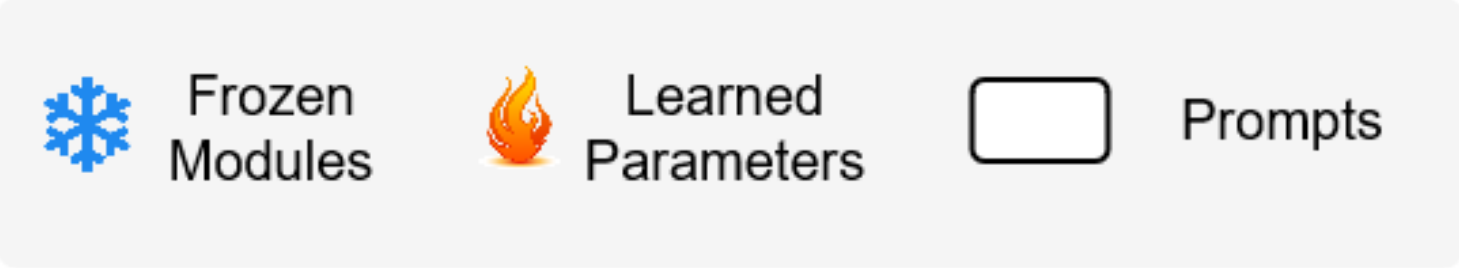 Frozen
Modules
Learned
Parameters
Prompts